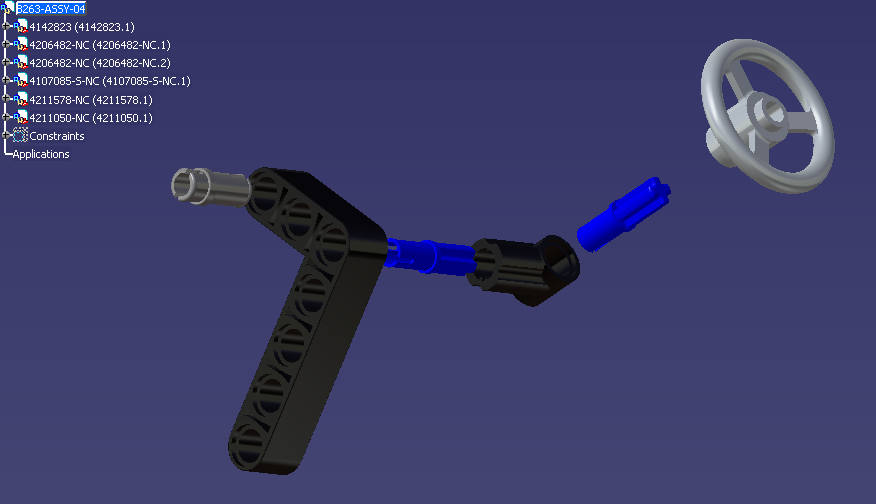 8263-ASSY-04
4142823 (4142823.1)
4206482-NC (4206482-NC.1)
4206482-NC (4206482-NC.2)
4107085-S-NC (4107085-S-NC.1)
4211578-NC (4211578.1)
4211050-NC (4211050.1)
Constraints
Applications